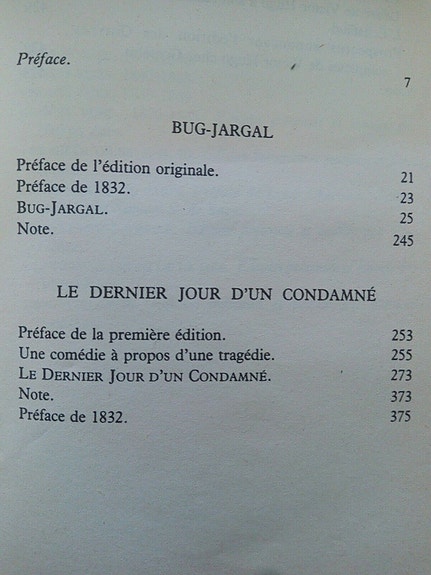 Préface.
7
BUG-JARGAL
Préface de l'édition originale. 21
Préface de 1832. 23
BUG-JARGAL. 25
Note. 245
LE DERNIER JOUR D'UN CONDAMNÉ
Préface de la première édition. 253
Une comédie à propos d'une tragédie. 255
LE DERNIER JOUR D'UN CONDAMNÉ. 273
Note. 373
Préface de 1832. 375